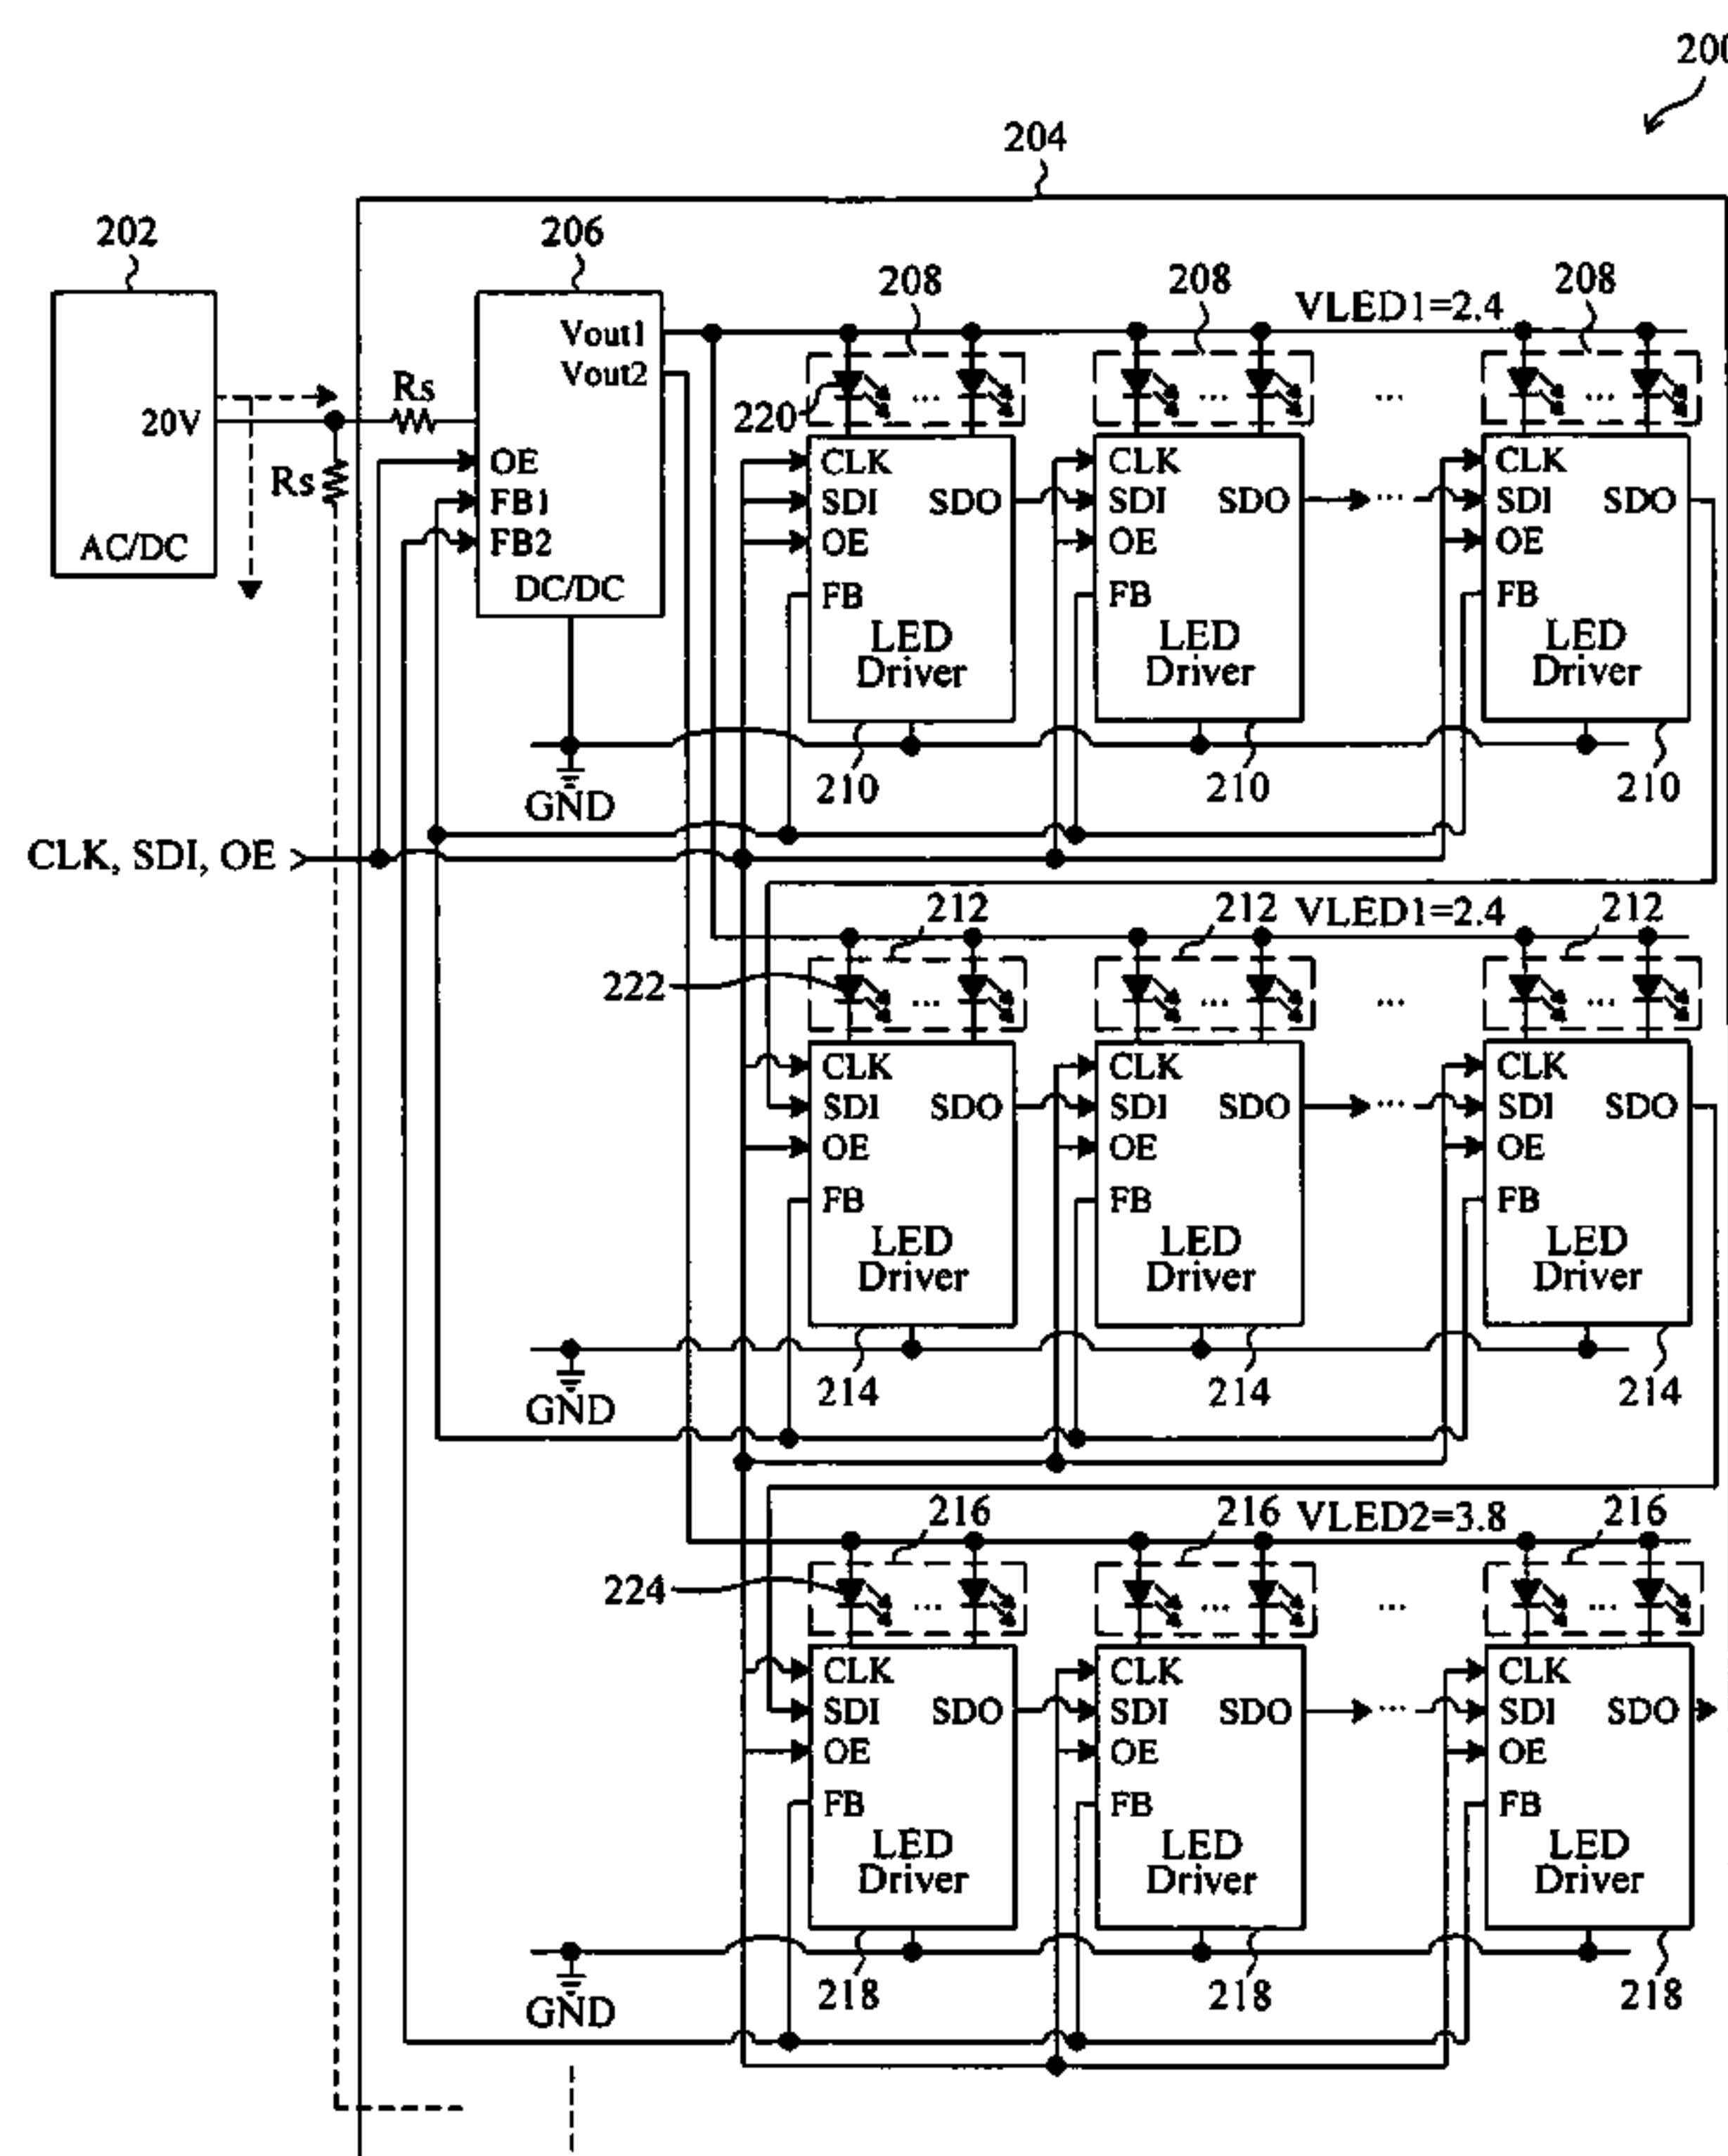 200
204
202
206
208
208
VLED1=2.4
208
Vout1
Vout2
20V
Rs
Rs
AC/DC
OE
FB1
FB2
DC/DC
220
...
...
...
...
CLK
SDI
SDO
OE
FB
LED
Driver
CLK
SDI
SDO
OE
FB
LED
Driver
...
CLK
SDI
SDO
OE
FB
LED
Driver
210
210
210
GND
CLK, SDI, OE
212
212
VLED1=2.4
212
222
...
...
...
...
CLK
SDI
SDO
OE
FB
LED
Driver
CLK
SDI
SDO
OE
FB
LED
Driver
...
CLK
SDI
SDO
OE
FB
LED
Driver
214
214
214
GND
216
216
VLED2=3.8
216
224
...
...
...
...
CLK
SDI
SDO
OE
FB
LED
Driver
CLK
SDI
SDO
OE
FB
LED
Driver
...
CLK
SDI
SDO
OE
FB
LED
Driver
218
218
218
GND